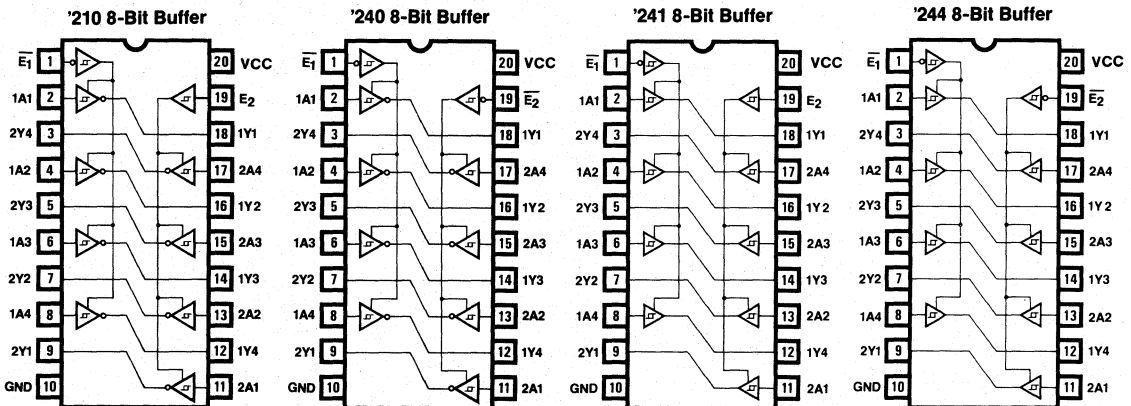 '210 8-Bit Buffer
E̅₁ 1 20 VCC
1A1 2 19 E₂
2Y4 3 18 1Y1
1A2 4 17 2A4
2Y3 5 16 1Y2
1A3 6 15 2A3
2Y2 7 14 1Y3
1A4 8 13 2A2
2Y1 9 12 1Y4
GND 10 11 2A1
'240 8-Bit Buffer
E̅₁ 1 20 VCC
1A1 2 19 E̅₂
2Y4 3 18 1Y1
1A2 4 17 2A4
2Y3 5 16 1Y2
1A3 6 15 2A3
2Y2 7 14 1Y3
1A4 8 13 2A2
2Y1 9 12 1Y4
GND 10 11 2A1
'241 8-Bit Buffer
E̅₁ 1 20 VCC
1A1 2 19 E₂
2Y4 3 18 1Y1
1A2 4 17 2A4
2Y3 5 16 1Y2
1A3 6 15 2A3
2Y2 7 14 1Y3
1A4 8 13 2A2
2Y1 9 12 1Y4
GND 10 11 2A1
'244 8-Bit Buffer
E̅₁ 1 20 VCC
1A1 2 19 E̅₂
2Y4 3 18 1Y1
1A2 4 17 2A4
2Y3 5 16 1Y2
1A3 6 15 2A3
2Y2 7 14 1Y3
1A4 8 13 2A2
2Y1 9 12 1Y4
GND 10 11 2A1